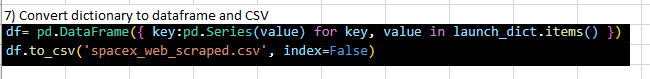 7) Convert dictionary to dataframe and CSV
df= pd.DataFrame({ key:pd.Series(value) for key, value in launch_dict.items() })
df.to_csv('spacex_web_scraped.csv', index=False)